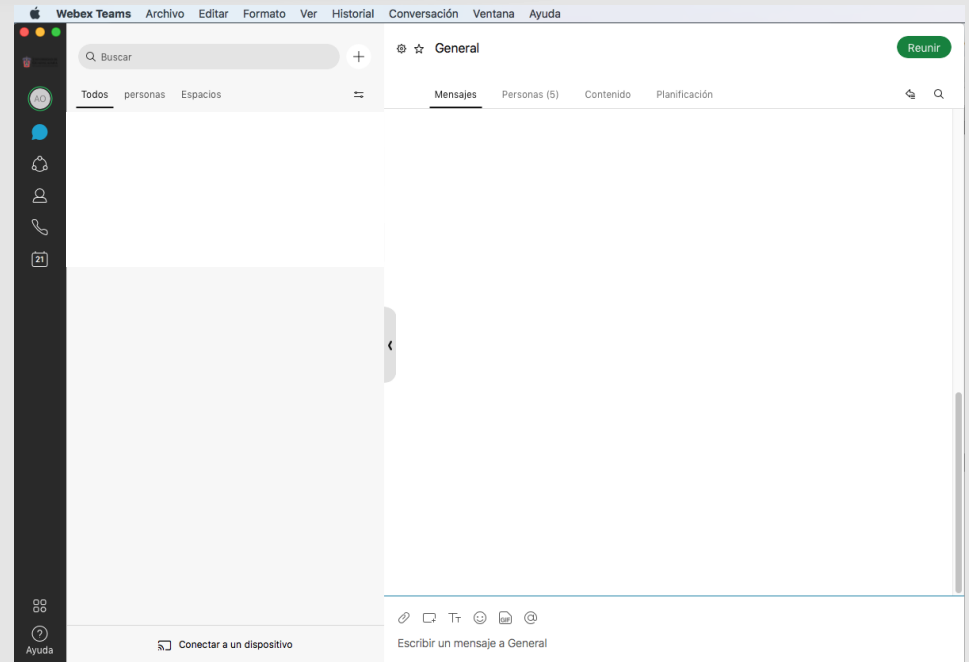 Webex Teams Archivo Editar Formato Ver Historial Conversación Ventana Ayuda
Buscar
General
Reunir
AO
Todos personas Espacios
Mensajes Personas (5) Contenido Planificación
21
GIF
Ayuda
Conectar a un dispositivo
Escribir un mensaje a General